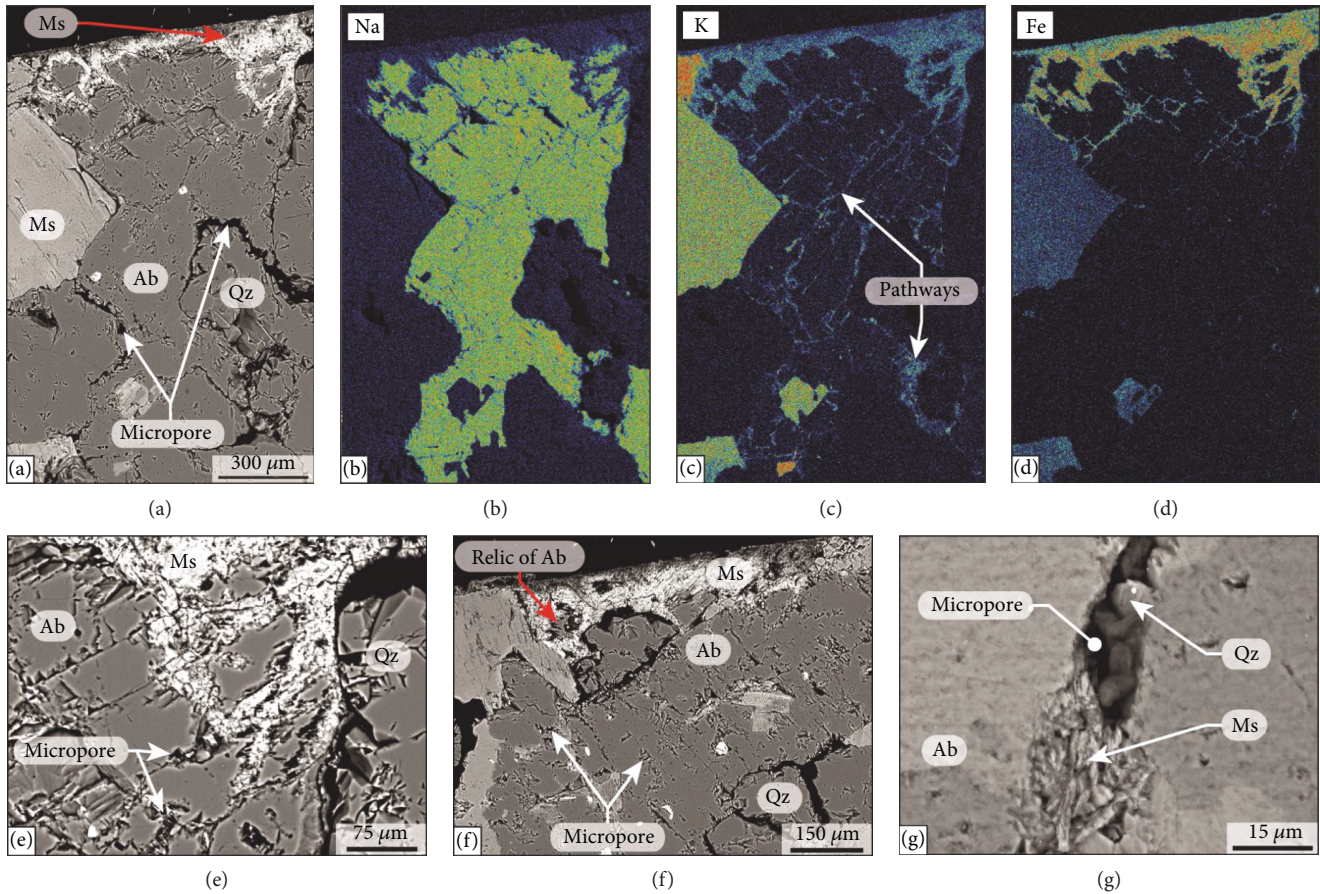 Ms
Ms
Ab
Qz
Micropore
300 μm
(a)
Na
(b)
K
Pathways
(c)
Fe
(d)
(a)
(b)
(c)
(d)
Ms
Ab
Qz
Micropore
75 μm
(e)
Relic of Ab
Ms
Ab
Qz
Micropore
150 μm
(f)
Micropore
Qz
Ms
Ab
15 μm
(g)
(e)
(f)
(g)